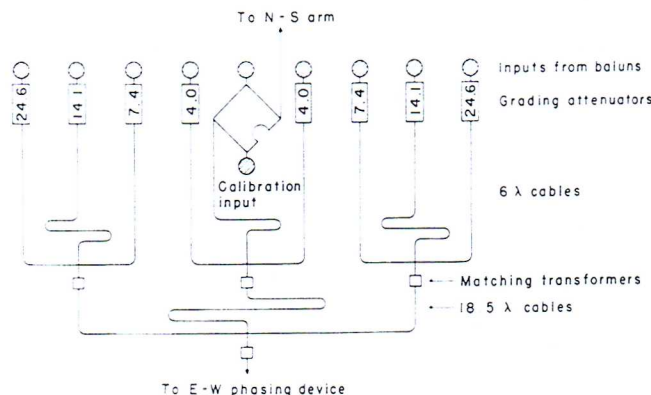 To N-S arm
Inputs from baluns
24.6 14.1 7.4 4.0 4.0 7.4 14.1 24.6
Grading attenuators
Calibration
input
6 λ cables
Matching transformers
18 5 λ cables
To E-W phasing device